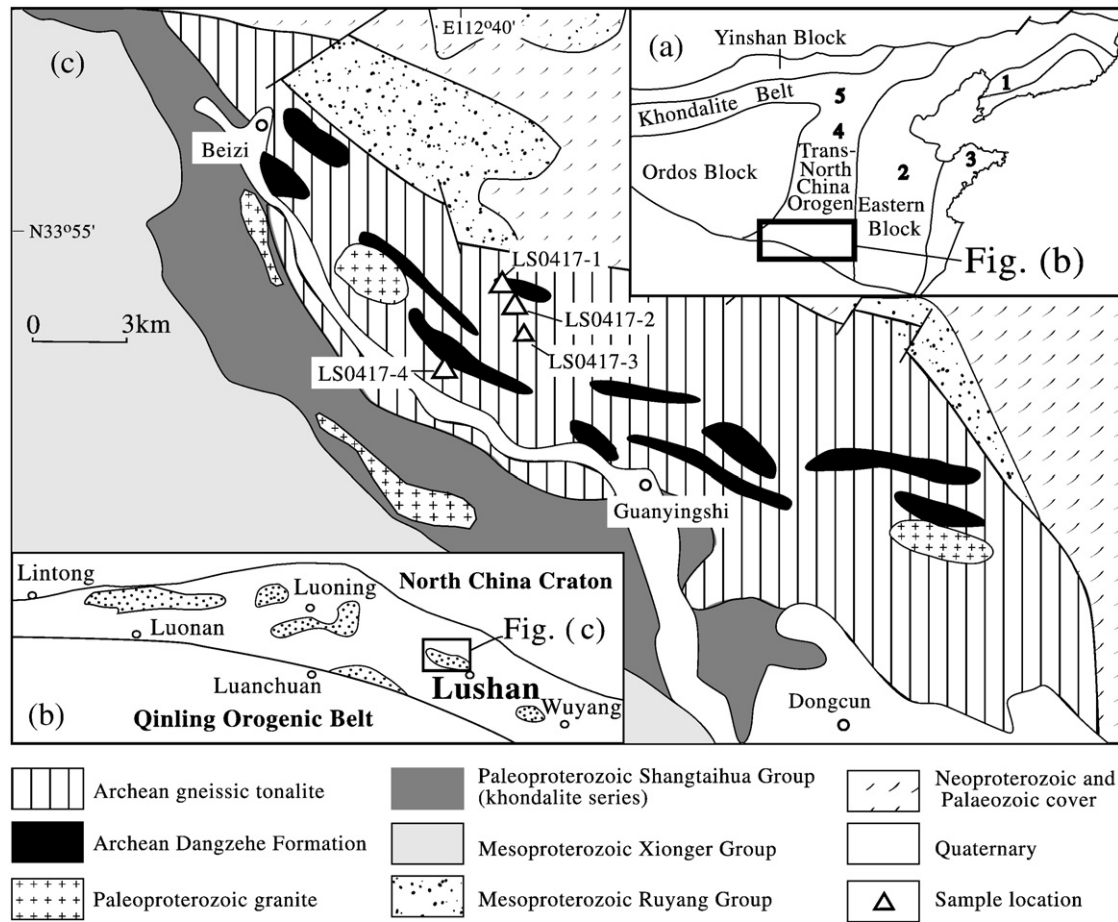 (c)
E112°40'
Beizi
N33°55'
0 3km
LS0417-1
LS0417-2
LS0417-3
LS0417-4
Guanyingshi
Dongcun
(a)
Yinshan Block
Khondalite Belt
Ordos Block
Trans-
North
China
Orogen
Eastern
Block
1
2
3
4
5
Fig. (b)
(b)
Lintong
Luonan
Luoning
North China Craton
Fig. (c)
Luanchuan
Lushan
Wuyang
Qinling Orogenic Belt
Archean gneissic tonalite
Archean Dangzehe Formation
Paleoproterozoic granite
Paleoproterozoic Shangtaihua Group
(khondalite series)
Mesoproterozoic Xionger Group
Mesoproterozoic Ruyang Group
Neoproterozoic and
Palaeozoic cover
Quaternary
Sample location